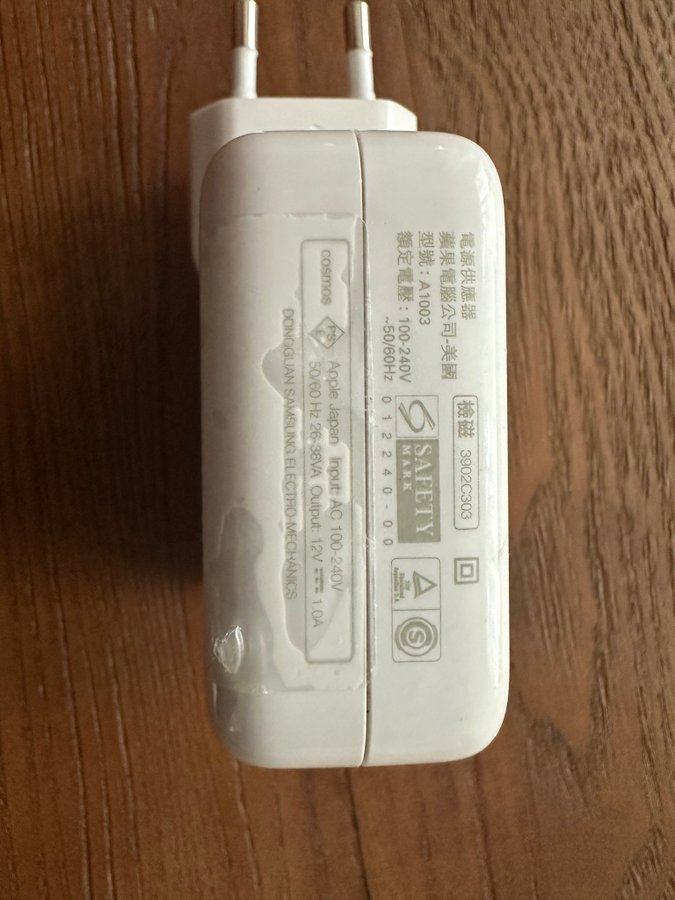 電源供應器
蘋果電腦公司-美國
型號：A1003
額定電壓：100-240V
~50/60Hz
檢磁 3902C303
SAFETY
MARK
012240-00
S
cosmos
PS
E
Apple Japan Input: AC 100-240V
50/60 Hz 26-38VA Output: 12V 1.0A
DONGGUAN SAMSUNG ELECTRO-MECHANICS